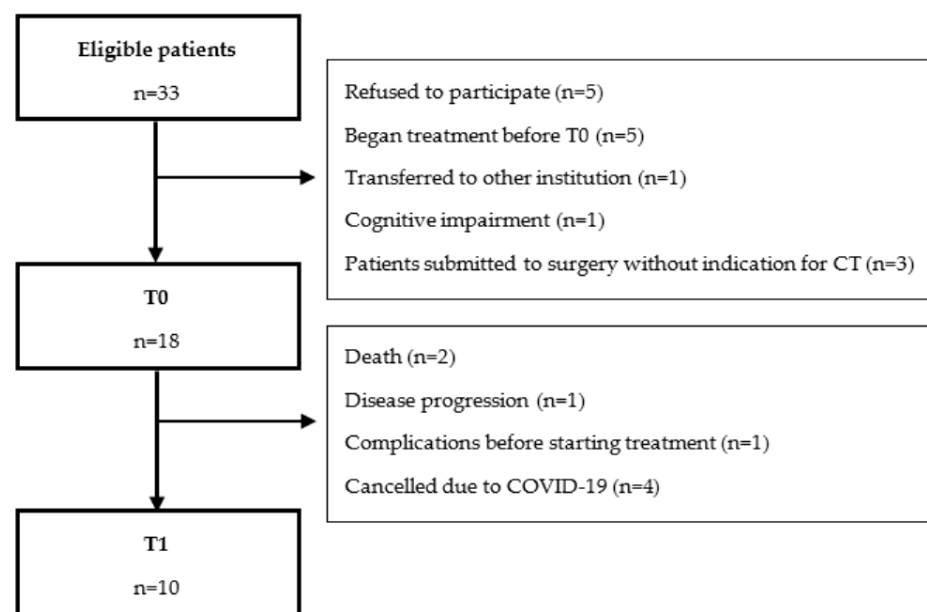 Eligible patients
n=33
Refused to participate (n=5)
Began treatment before T0 (n=5)
Transferred to other institution (n=1)
Cognitive impairment (n=1)
Patients submitted to surgery without indication for CT (n=3)
T0
n=18
Death (n=2)
Disease progression (n=1)
Complications before starting treatment (n=1)
Cancelled due to COVID-19 (n=4)
T1
n=10